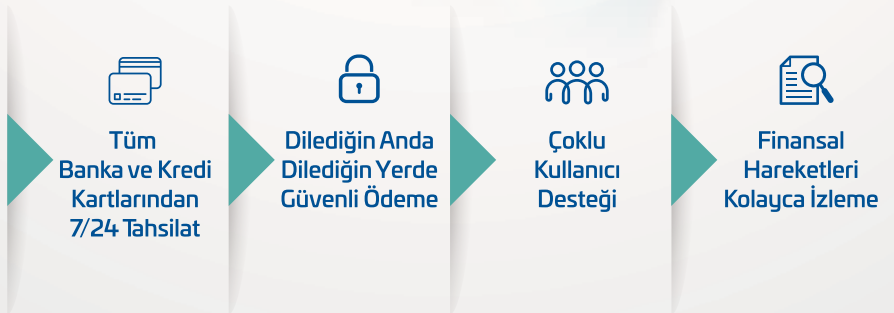 Tüm
Banka ve Kredi
Kartlarından
7/24 Tahsilat
Dilediğin Anda
Dilediğin Yerde
Güvenli Ödeme
Çoklu
Kullanıcı
Desteği
Finansal
Hareketleri
Kolayca İzleme